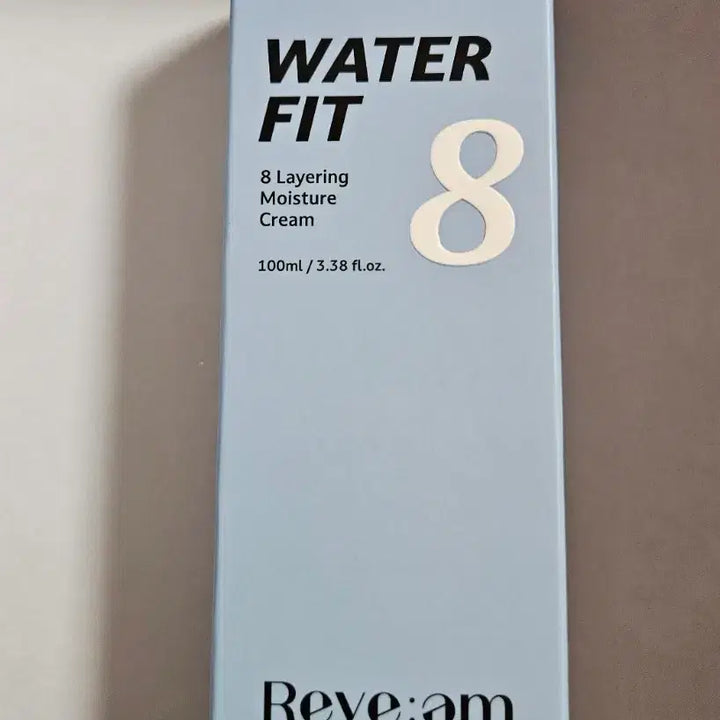 WATER
FIT
8
8 Layering
Moisture
Cream
100ml / 3.38 fl.oz.
Reve:am